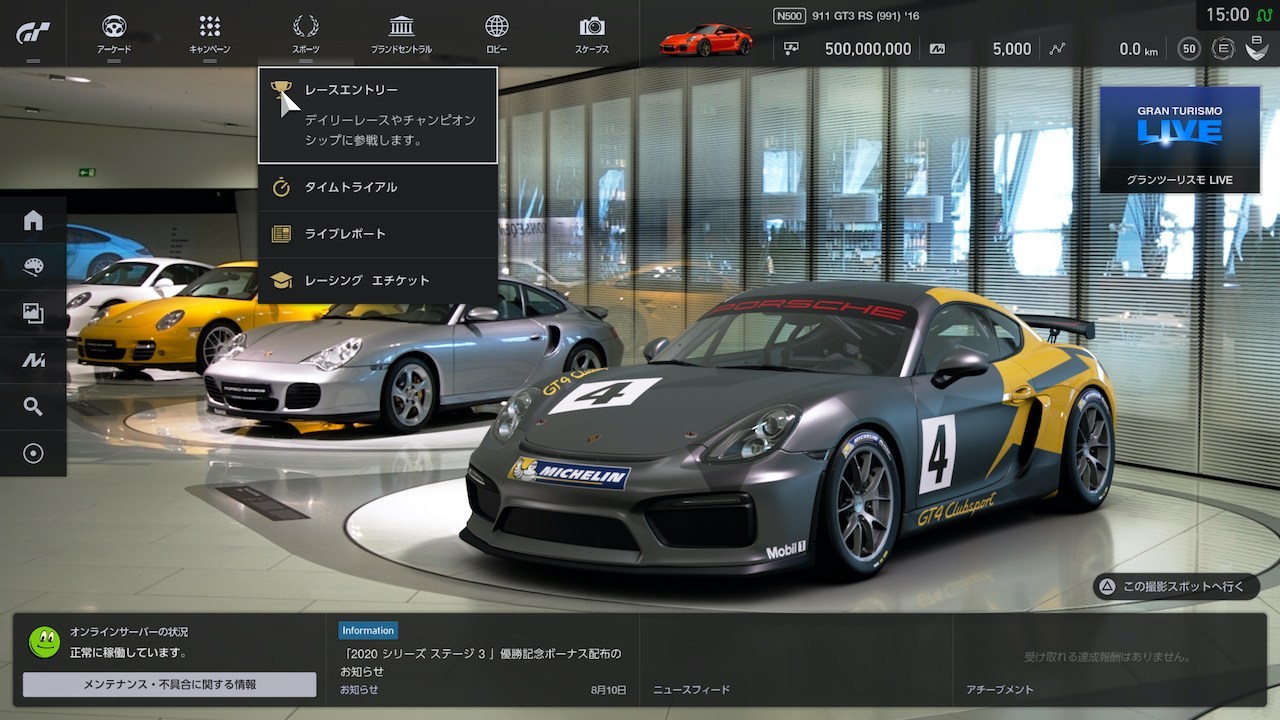 N500 911 GT3 RS (991) '16
15:00
アーケード
キャンペーン
スポーツ
ブランドセントラル
ロビー
スケープス
500,000,000
5,000
0.0 km
50
E
B
レースエントリー
デイリーレースやチャンピオン
シップに参戦します。
タイムトライアル
ライブレポート
レーシング エチケット
GRAN TURISMO
LIVE
グランツーリスモ LIVE
PORSCHE
GT4 Clubsport
4
4
MICHELIN
GT4 Clubsport
Mobil 1
この撮影スポットへ行く
オンラインサーバーの状況
正常に稼働しています。
メンテナンス・不具合に関する情報
Information
「2020 シリーズ ステージ 3 」優勝記念ボーナス配布の
お知らせ
お知らせ
8月10日
ニュースフィード
受け取れる達成報酬はありません。
アチーブメント